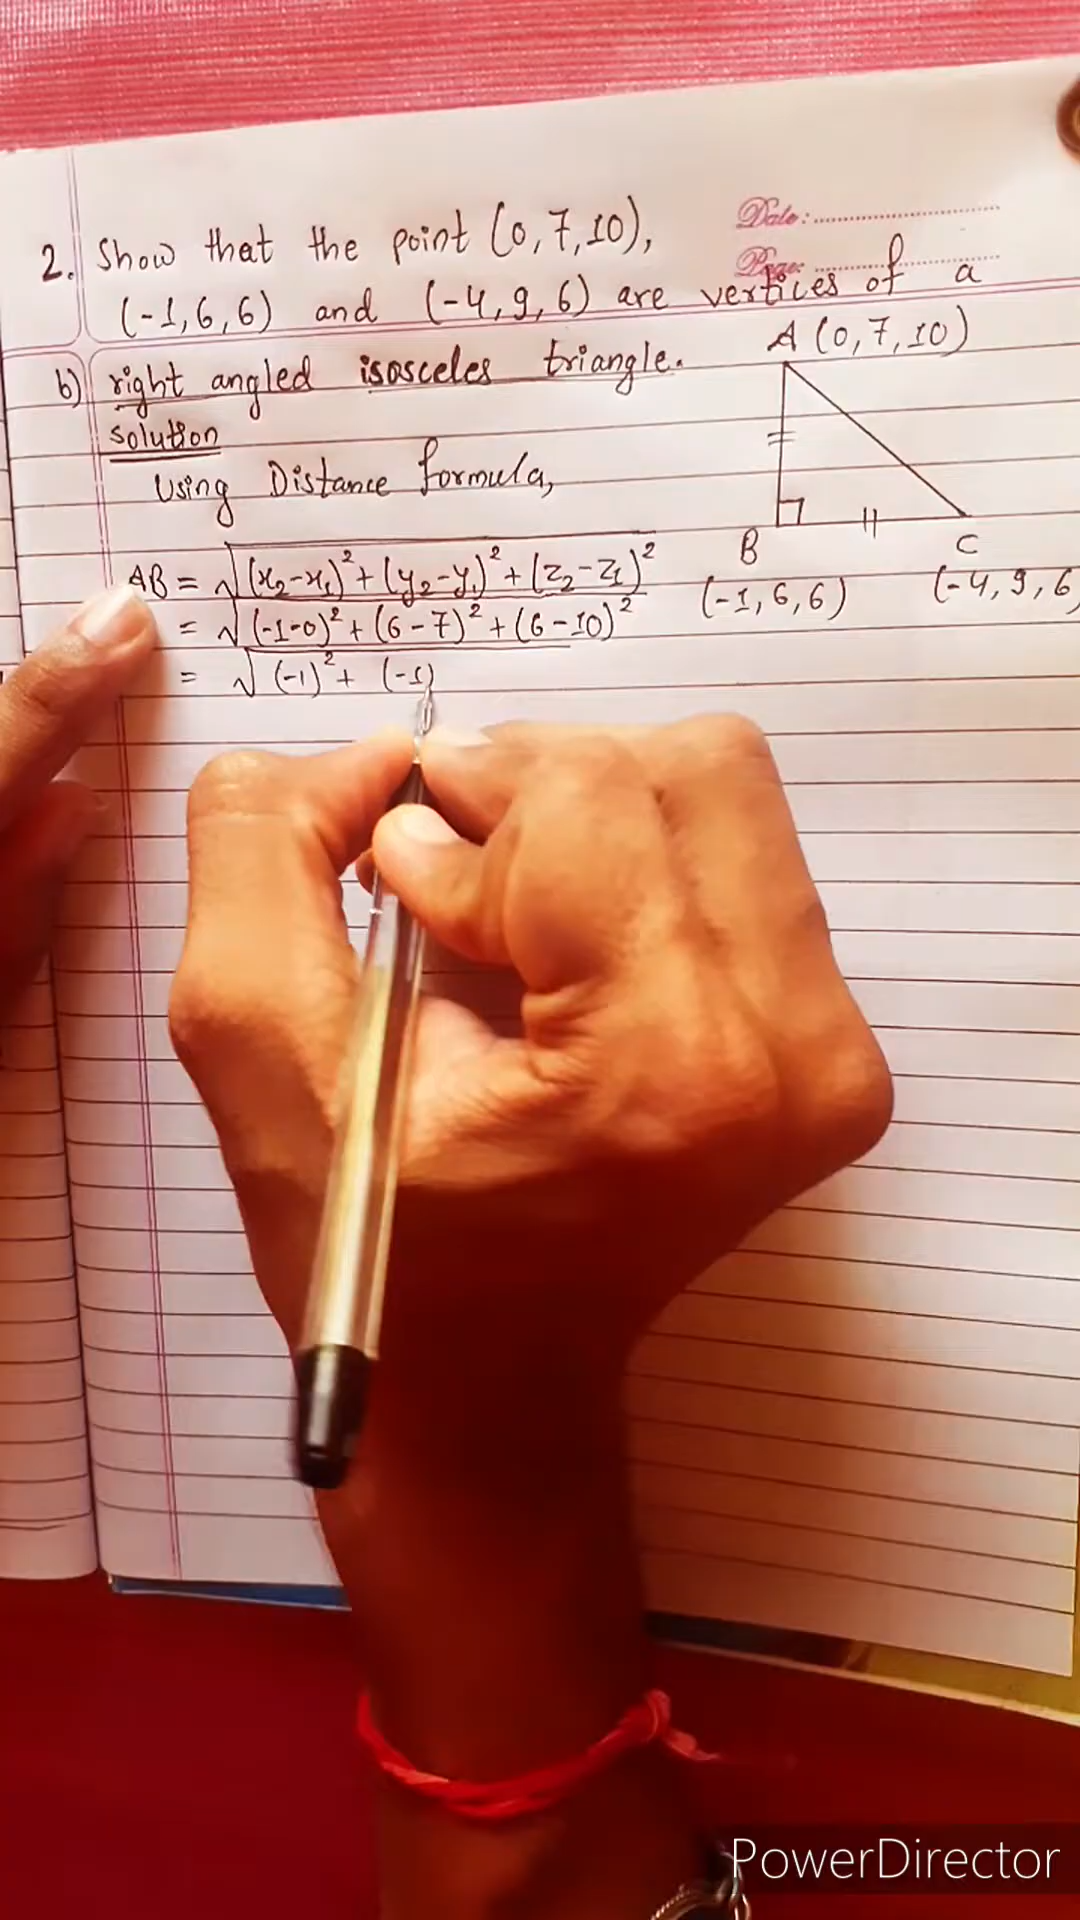 Date:
Page:
2. Show that the point (0,7,10),
(-1,6,6) and (-4,9,6) are vertices of a
b) right angled isosceles triangle.
A (0,7,10)
Solution
Using Distance formula,
B
C
(-1,6,6)
(-4,9,6
AB = √(x₂-x₁)²+(y₂-y₁)²+(z₂-z₁)²
= √(-1-0)²+(6-7)²+(6-10)²
= √(-1)²+ (-1)
PowerDirector